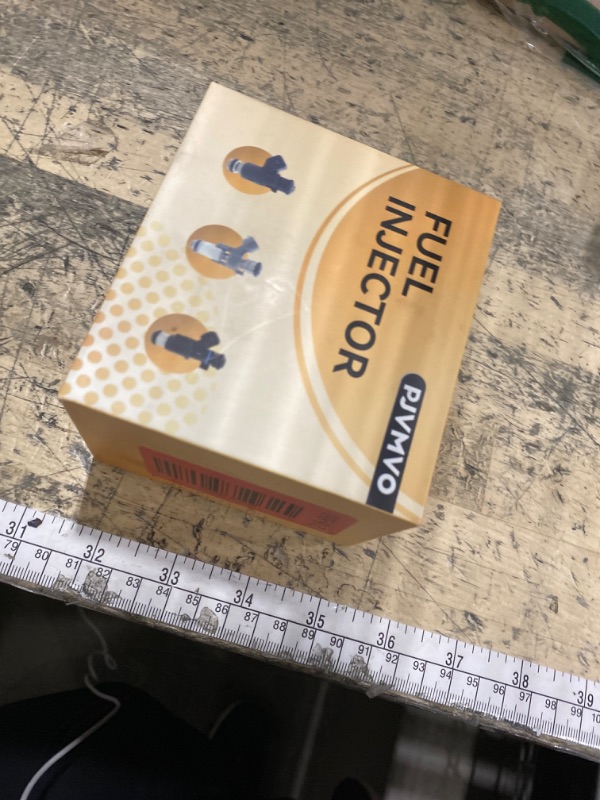 FUEL
INJECTOR
PJVMVO
31 32 33 34 35 36 37 38 39
79 80 81 82 83 84 85 86 87 88 89 90 91 92 93 94 95 96 97 98 99